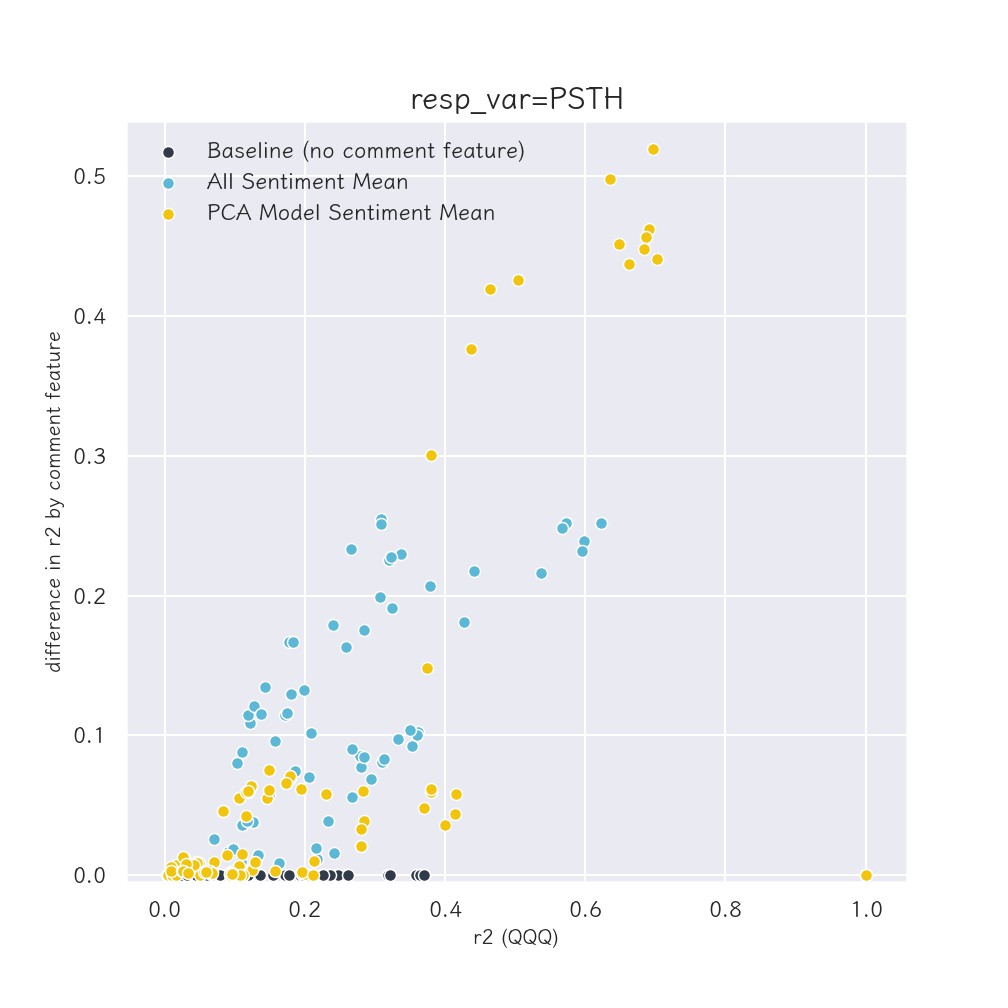 resp_var=PSTH
Baseline (no comment feature)
All Sentiment Mean
PCA Model Sentiment Mean
difference in r2 by comment feature
0.5
0.4
0.3
0.2
0.1
0.0
0.0 0.2 0.4 0.6 0.8 1.0
r2 (QQQ)